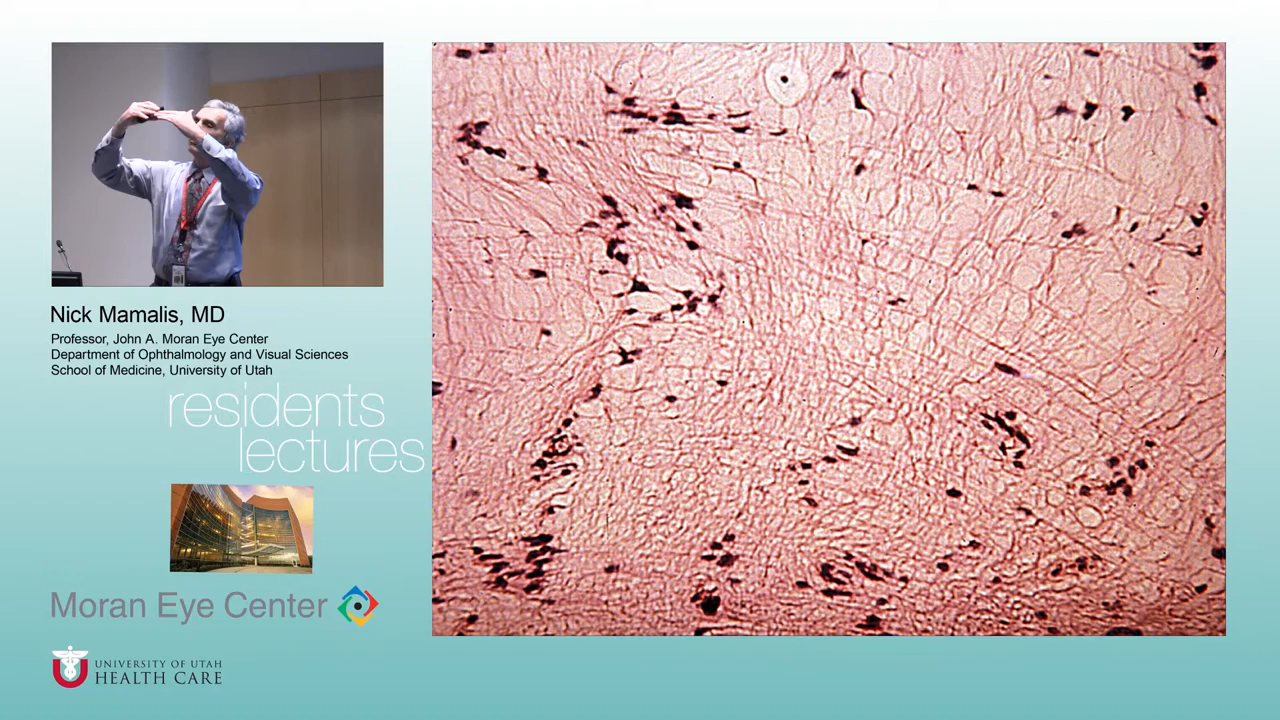 Nick Mamalis, MD
Professor, John A. Moran Eye Center
Department of Ophthalmology and Visual Sciences
School of Medicine, University of Utah
residents
lectures
Moran Eye Center
UNIVERSITY OF UTAH
HEALTH CARE